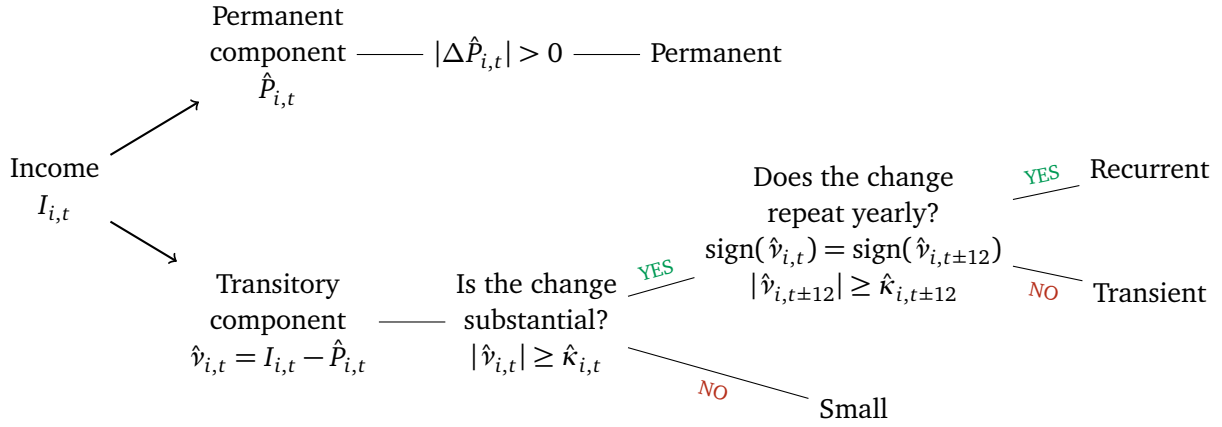 Permanent
component
P̂_{i,t}
|ΔP̂_{i,t}| > 0
Permanent
Income
I_{i,t}
Transitory
component
ν̂_{i,t} = I_{i,t} − P̂_{i,t}
Is the change
substantial?
|ν̂_{i,t}| ≥ κ̂_{i,t}
YES
NO
Does the change
repeat yearly?
sign(ν̂_{i,t}) = sign(ν̂_{i,t±12})
|ν̂_{i,t±12}| ≥ κ̂_{i,t±12}
YES
Recurrent
NO
Transient
Small